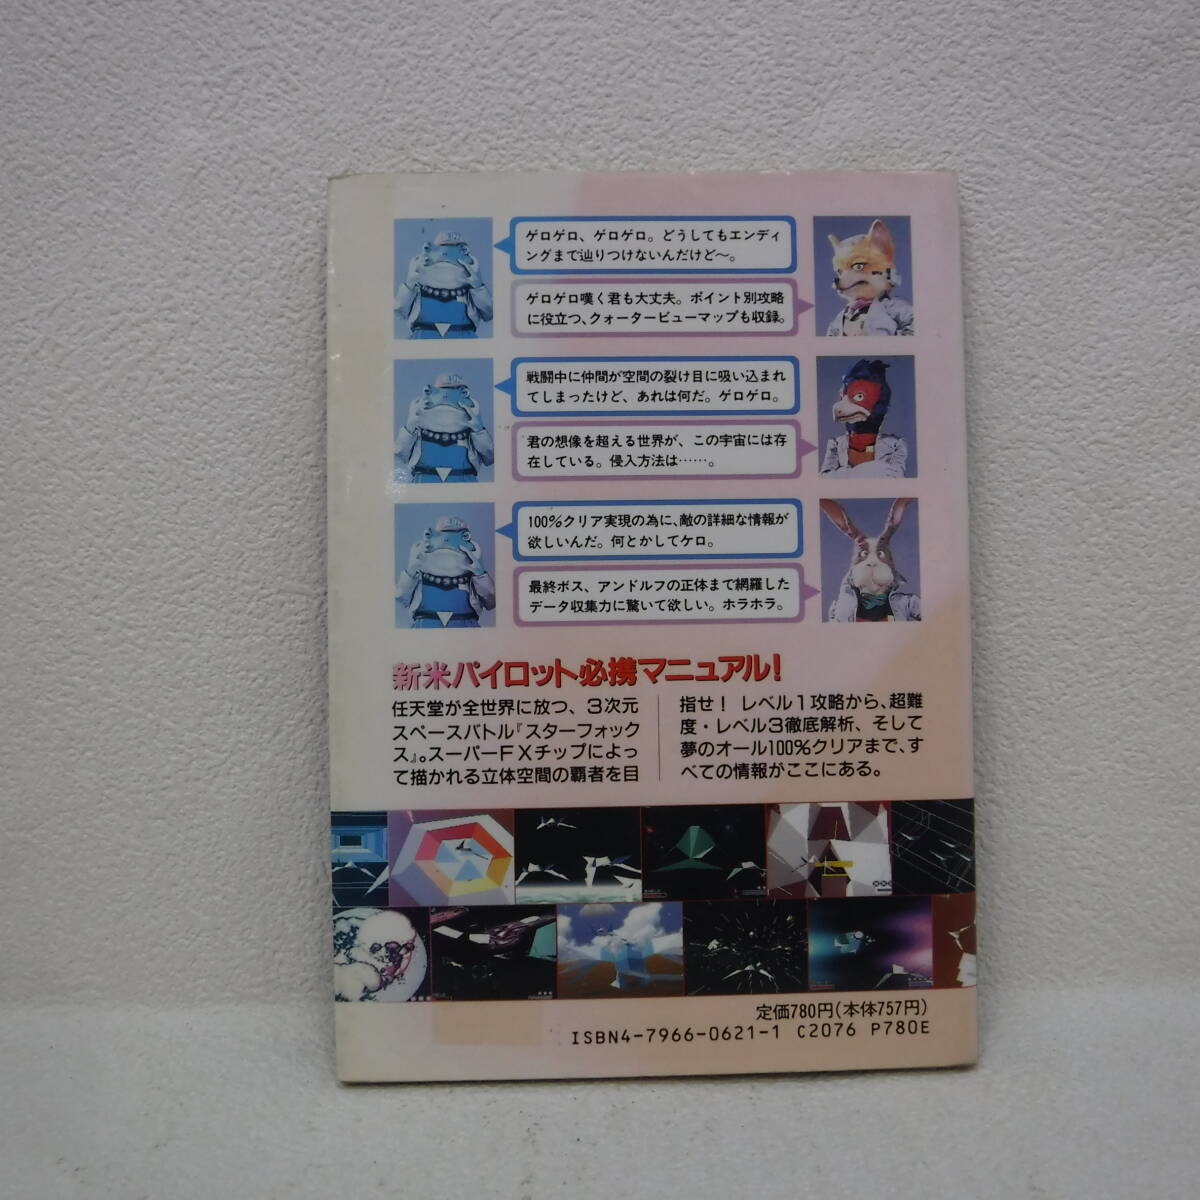 ゲロゲロ、ゲロゲロ。どうしてもエンディ
ングまで辿りつけないんだけど〜。
ゲロゲロ嘆く君も大丈夫。ポイント別攻略
に役立つ、クォータービューマップも収録。
戦闘中に仲間が空間の裂け目に吸い込まれ
てしまったけど、あれは何だ。ゲロゲロ。
君の想像を超える世界が、この宇宙には存
在している。侵入方法は……。
100%クリア実現の為に、敵の詳細な情報が
欲しいんだ。何とかしてケロ。
最終ボス、アンドルフの正体まで網羅した
データ収集力に驚いて欲しい。ホラホラ。
新米パイロット必携マニュアル!
任天堂が全世界に放つ、3次元
スペースバトル『スターフォック
ス』。スーパーFXチップによっ
て描かれる立体空間の覇者を目
指せ! レベル1攻略から、超難
度・レベル3徹底解析、そして
夢のオール100%クリアまで、す
べての情報がここにある。
定価780円(本体757円)
ISBN4-7966-0621-1 C2076 P780E